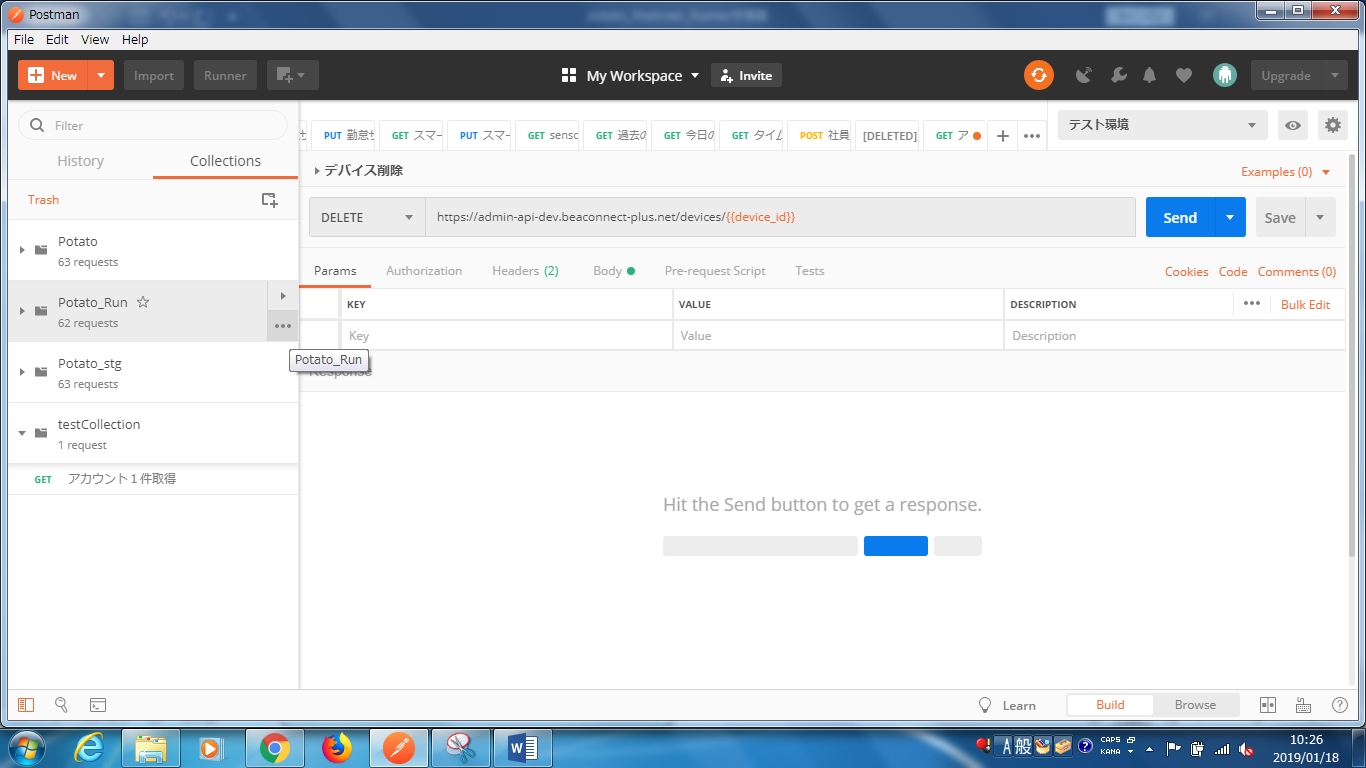 Postman
File Edit View Help
New Import Runner My Workspace Invite Upgrade
Filter
History Collections
Trash
Potato
63 requests
Potato_Run
62 requests
Potato_Run
Potato_stg
63 requests
testCollection
1 request
GET アカウント１件取得
PUT 勤怠 GET スマー PUT スマー GET sensc GET 過去の GET 今日の GET タイム POST 社員 [DELETED] GET ア
テスト環境
デバイス削除 Examples (0)
DELETE https://admin-api-dev.beaconnect-plus.net/devices/{{device_id}} Send Save
Params Authorization Headers (2) Body Pre-request Script Tests Cookies Code Comments (0)
KEY VALUE DESCRIPTION Bulk Edit
Key Value Description
Response
Hit the Send button to get a response.
Learn Build Browse
A 般 CAPS KANA
10:26
2019/01/18